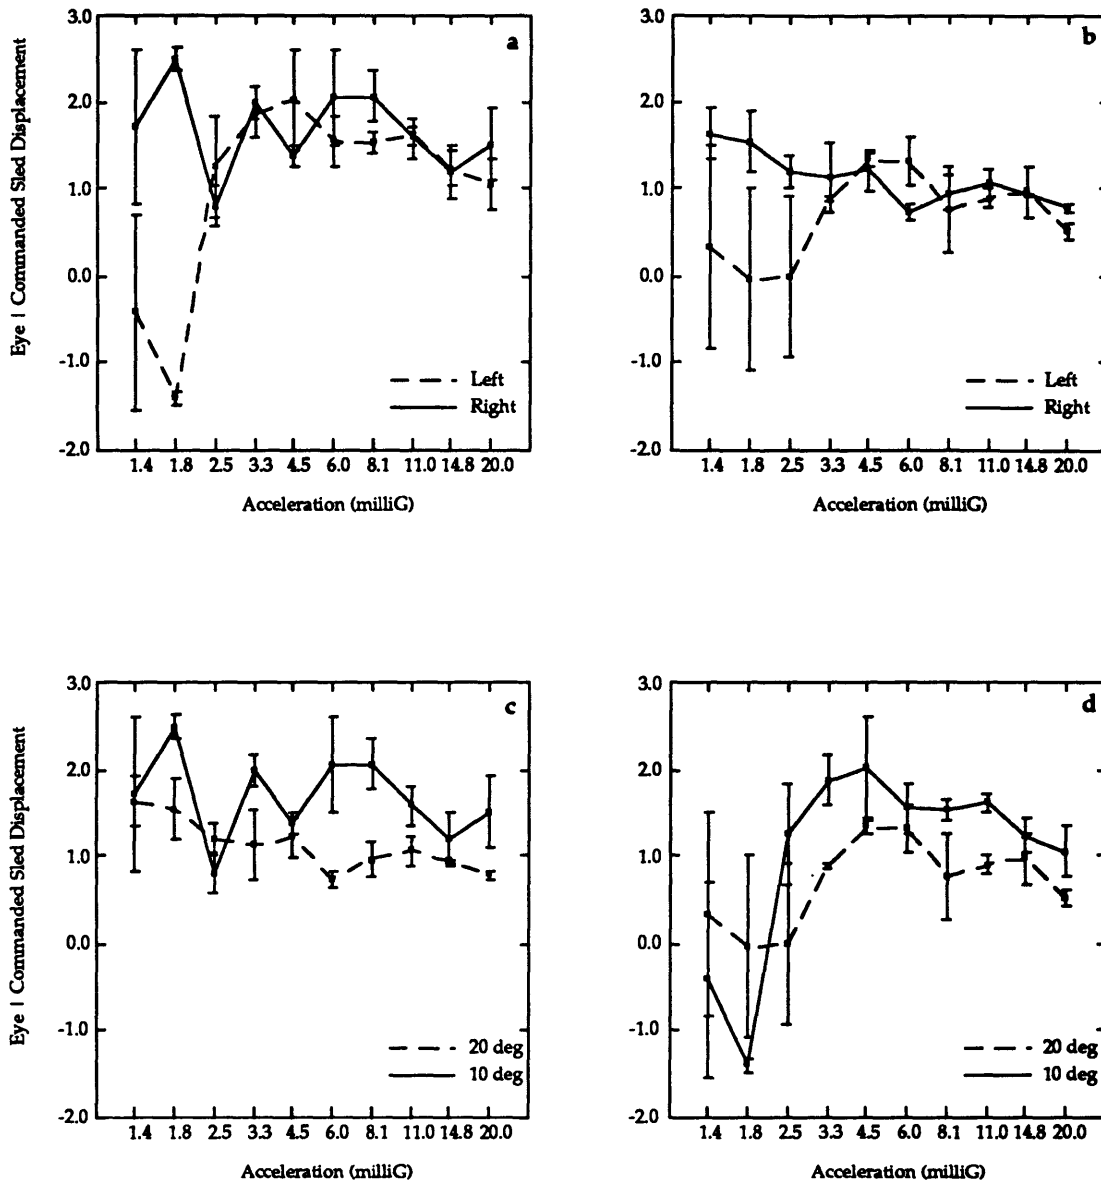 a
3.0
2.0
1.0
0.0
-1.0
-2.0
Eye | Commanded Sled Displacement
Left
Right
1.4 1.8 2.5 3.3 4.5 6.0 8.1 11.0 14.8 20.0
Acceleration (milliG)
b
3.0
2.0
1.0
0.0
-1.0
-2.0
Left
Right
1.4 1.8 2.5 3.3 4.5 6.0 8.1 11.0 14.8 20.0
Acceleration (milliG)
c
3.0
2.0
1.0
0.0
-1.0
-2.0
Eye | Commanded Sled Displacement
20 deg
10 deg
1.4 1.8 2.5 3.3 4.5 6.0 8.1 11.0 14.8 20.0
Acceleration (milliG)
d
3.0
2.0
1.0
0.0
-1.0
-2.0
20 deg
10 deg
1.4 1.8 2.5 3.3 4.5 6.0 8.1 11.0 14.8 20.0
Acceleration (milliG)